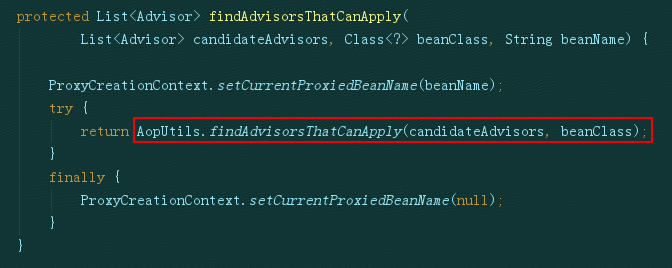 protected List<Advisor> findAdvisorsThatCanApply(
        List<Advisor> candidateAdvisors, Class<?> beanClass, String beanName) {

    ProxyCreationContext.setCurrentProxiedBeanName(beanName);
    try {
        return AopUtils.findAdvisorsThatCanApply(candidateAdvisors, beanClass);
    }
    finally {
        ProxyCreationContext.setCurrentProxiedBeanName(null);
    }
}